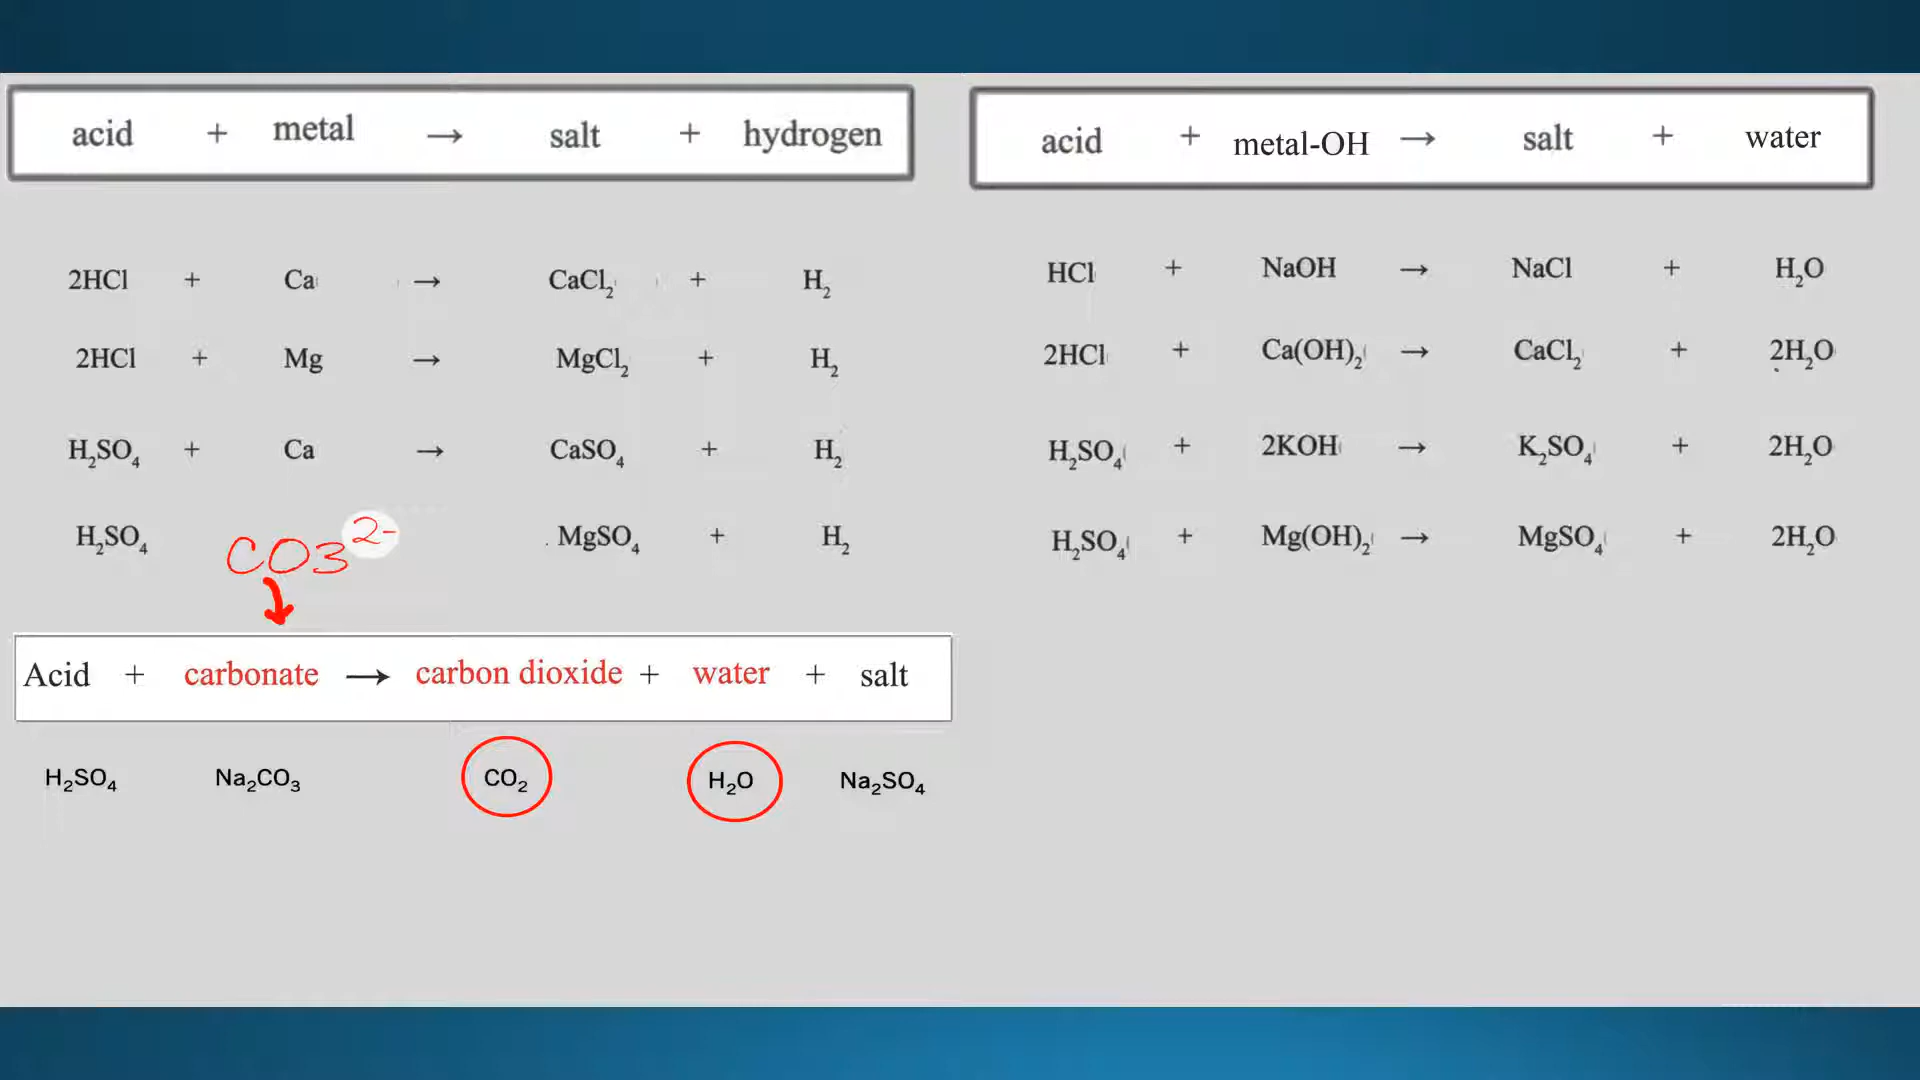 acid + metal → salt + hydrogen
2HCl + Ca → CaCl₂ + H₂
2HCl + Mg → MgCl₂ + H₂
H₂SO₄ + Ca → CaSO₄ + H₂
H₂SO₄ MgSO₄ + H₂
CO3²⁻
Acid + carbonate → carbon dioxide + water + salt
H₂SO₄ Na₂CO₃ CO₂ H₂O Na₂SO₄
acid + metal-OH → salt + water
HCl + NaOH → NaCl + H₂O
2HCl + Ca(OH)₂ → CaCl₂ + 2H₂O
H₂SO₄ + 2KOH → K₂SO₄ + 2H₂O
H₂SO₄ + Mg(OH)₂ → MgSO₄ + 2H₂O